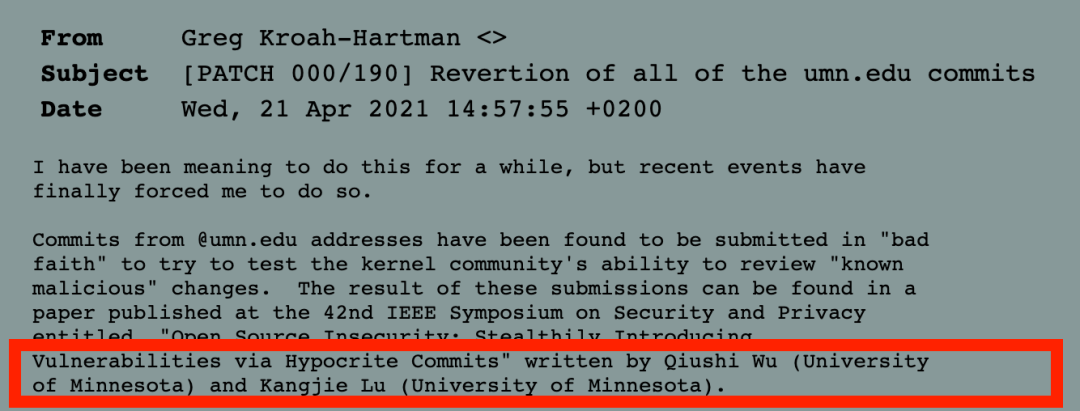 From Greg Kroah-Hartman <>
Subject [PATCH 000/190] Revertion of all of the umn.edu commits
Date Wed, 21 Apr 2021 14:57:55 +0200
I have been meaning to do this for a while, but recent events have
finally forced me to do so.
Commits from @umn.edu addresses have been found to be submitted in "bad
faith" to try to test the kernel community's ability to review "known
malicious" changes.  The result of these submissions can be found in a
paper published at the 42nd IEEE Symposium on Security and Privacy
entitled, "Open Source Insecurity: Stealthily Introducing
Vulnerabilities via Hypocrite Commits" written by Qiushi Wu (University
of Minnesota) and Kangjie Lu (University of Minnesota).